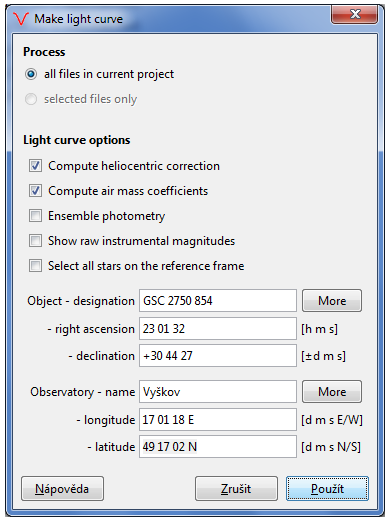 Make light curve
Process
all files in current project
selected files only
Light curve options
Compute heliocentric correction
Compute air mass coefficients
Ensemble photometry
Show raw instrumental magnitudes
Select all stars on the reference frame
Object - designation GSC 2750 854 More
- right ascension 23 01 32 [h m s]
- declination +30 44 27 [±d m s]
Observatory - name Vyškov More
- longitude 17 01 18 E [d m s E/W]
- latitude 49 17 02 N [d m s N/S]
Nápověda Zrušit Použít